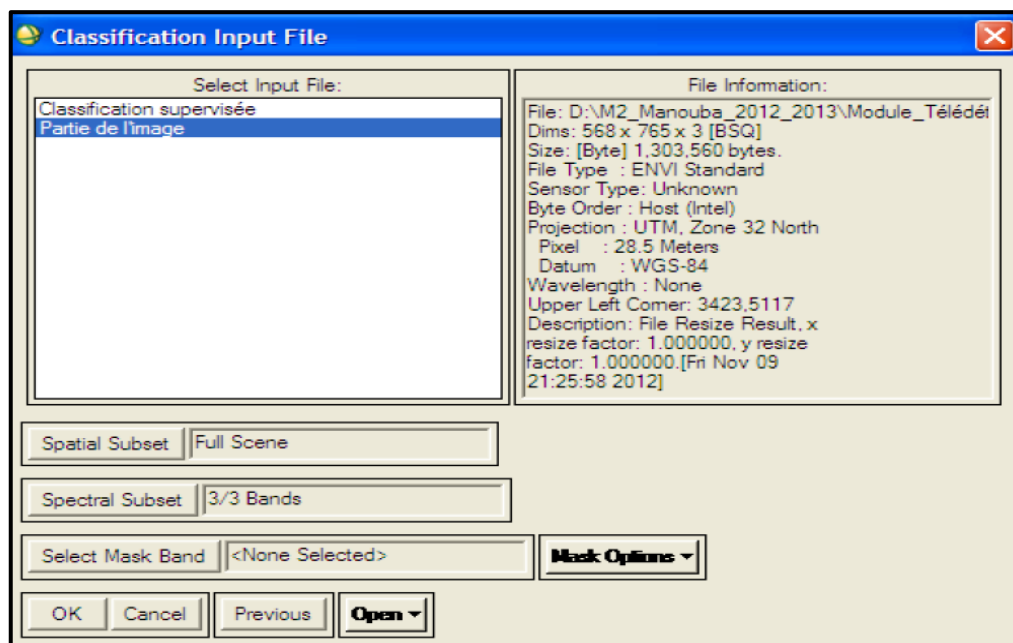 Classification Input File
Select Input File:
Classification supervisée
Partie de l'image
File Information:
File: D:\M2_Manouba_2012_2013\Module_Télédét
Dims: 568 x 765 x 3 [BSQ]
Size: [Byte] 1,303,560 bytes.
File Type : ENVI Standard
Sensor Type: Unknown
Byte Order : Host (Intel)
Projection : UTM, Zone 32 North
Pixel : 28.5 Meters
Datum : WGS-84
Wavelength : None
Upper Left Corner: 3423,5117
Description: File Resize Result, x
resize factor: 1.000000, y resize
factor: 1.000000.[Fri Nov 09
21:25:58 2012]
Spatial Subset Full Scene
Spectral Subset 3/3 Bands
Select Mask Band <None Selected> Mask Options
OK Cancel Previous Open